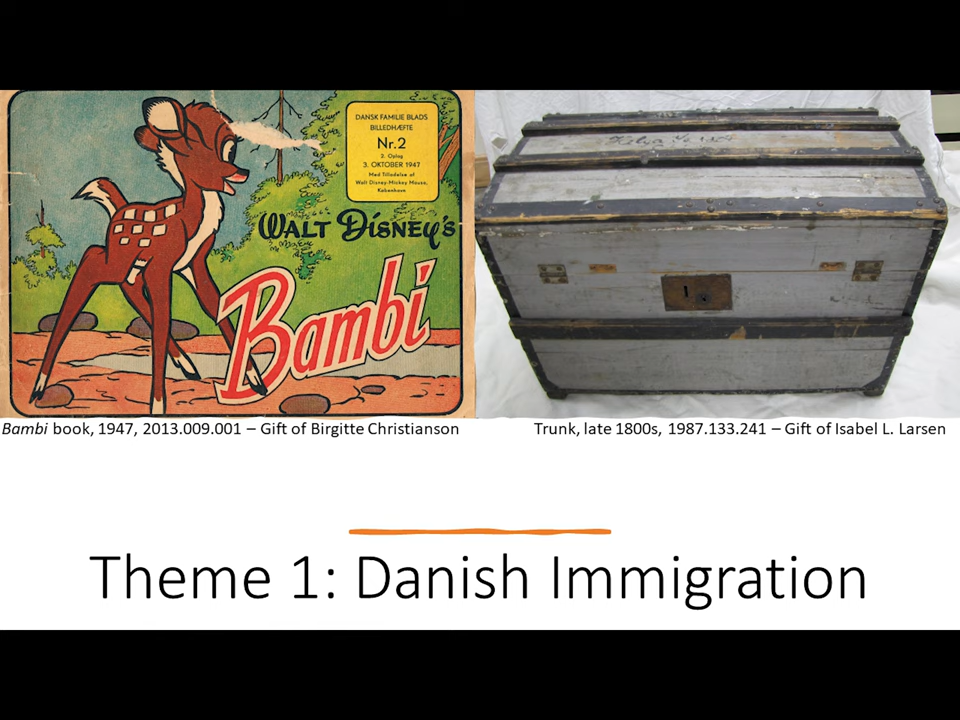 DANSK FAMILIE BLADS
BILLEDHÆFTE
Nr.2
2. Oplag
3. OKTOBER 1947
Med Tilladelse af
Walt Disney-Mickey Mouse,
København
WALT DISNEY'S
Bambi
Bambi book, 1947, 2013.009.001 – Gift of Birgitte Christianson
Trunk, late 1800s, 1987.133.241 – Gift of Isabel L. Larsen
Theme 1: Danish Immigration